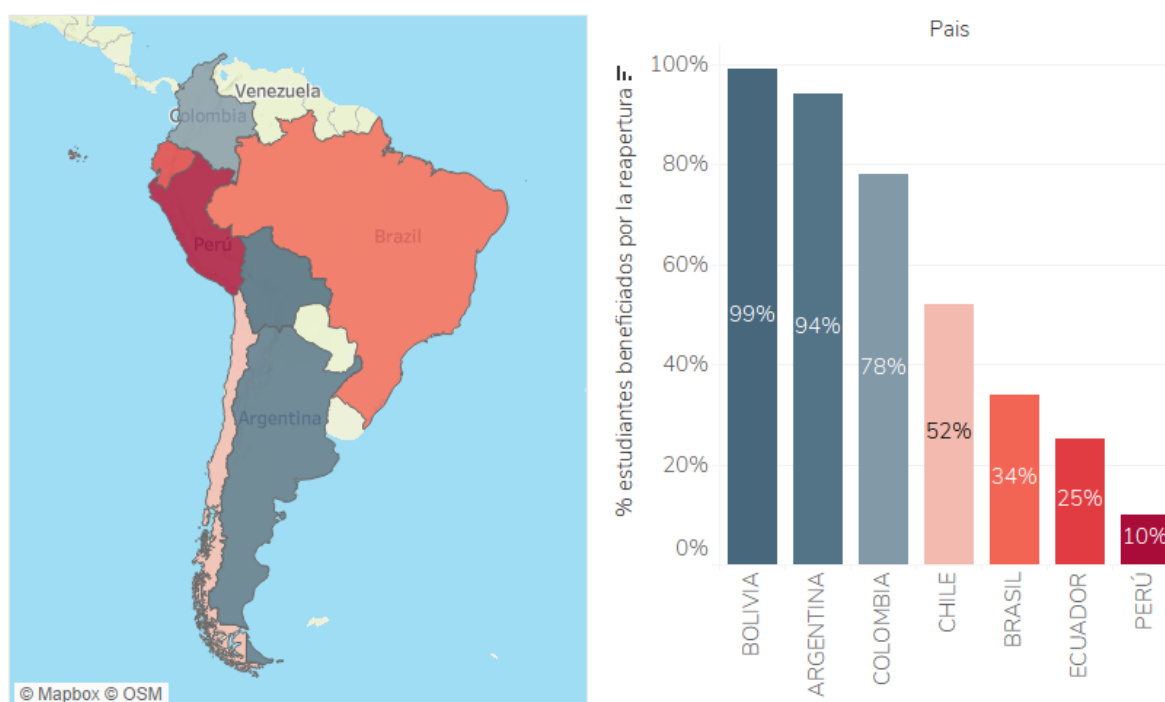 Venezuela
Colombia
Perú
Brazil
Argentina
© Mapbox © OSM
Pais
% estudiantes beneficiados por la reapertura
100%
80%
60%
40%
20%
0%
99%
94%
78%
52%
34%
25%
10%
BOLIVIA
ARGENTINA
COLOMBIA
CHILE
BRASIL
ECUADOR
PERÚ